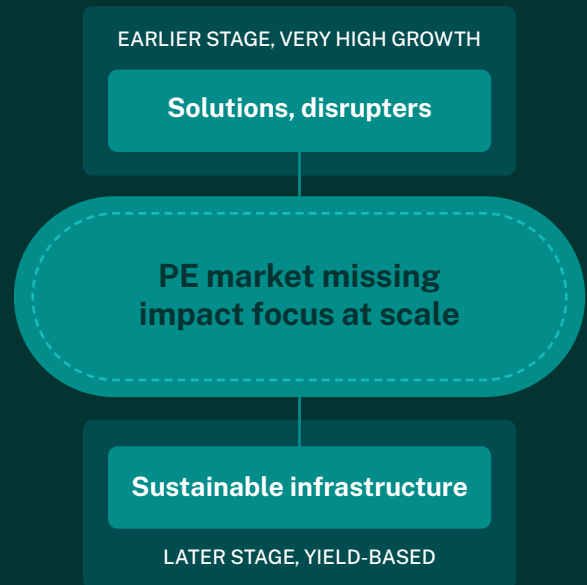 EARLIER STAGE, VERY HIGH GROWTH
Solutions, disrupters
PE market missing
impact focus at scale
Sustainable infrastructure
LATER STAGE, YIELD-BASED